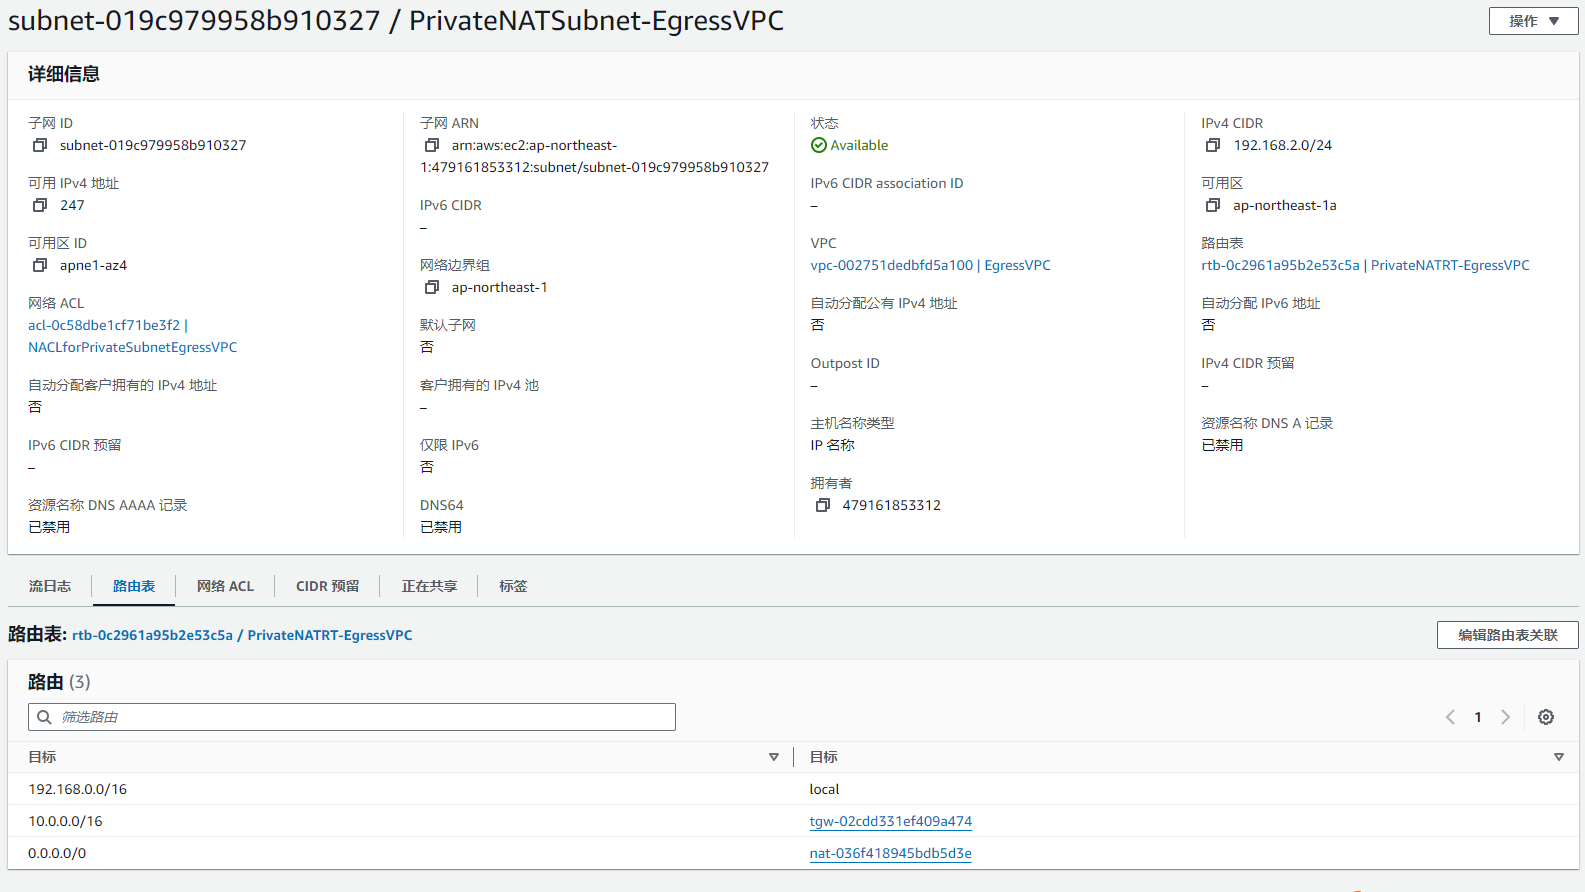 subnet-019c979958b910327 / PrivateNATSubnet-EgressVPC
操作
详细信息
子网 ID
subnet-019c979958b910327
可用 IPv4 地址
247
可用区 ID
apne1-az4
网络 ACL
acl-0c58dbe1cf71be3f2 |
NACLforPrivateSubnetEgressVPC
自动分配客户拥有的 IPv4 地址
否
IPv6 CIDR 预留
–
资源名称 DNS AAAA 记录
已禁用
子网 ARN
arn:aws:ec2:ap-northeast-
1:479161853312:subnet/subnet-019c979958b910327
IPv6 CIDR
–
网络边界组
ap-northeast-1
默认子网
否
客户拥有的 IPv4 池
–
仅限 IPv6
否
DNS64
已禁用
状态
Available
IPv6 CIDR association ID
–
VPC
vpc-002751dedbfd5a100 | EgressVPC
自动分配公有 IPv4 地址
否
Outpost ID
–
主机名称类型
IP 名称
拥有者
479161853312
IPv4 CIDR
192.168.2.0/24
可用区
ap-northeast-1a
路由表
rtb-0c2961a95b2e53c5a | PrivateNATRT-EgressVPC
自动分配 IPv6 地址
否
IPv4 CIDR 预留
–
资源名称 DNS A 记录
已禁用
流日志 路由表 网络 ACL CIDR 预留 正在共享 标签
路由表: rtb-0c2961a95b2e53c5a / PrivateNATRT-EgressVPC
编辑路由表关联
路由 (3)
筛选路由
1
目标 目标
192.168.0.0/16 local
10.0.0.0/16 tgw-02cdd331ef409a474
0.0.0.0/0 nat-036f418945bdb5d3e